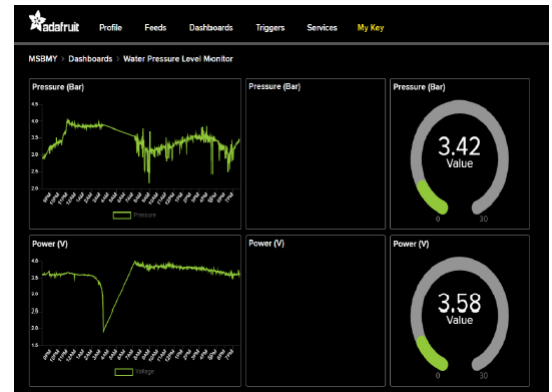 adafruit Profile Feeds Dashboards Triggers Services My Key
MSBMY > Dashboards > Water Pressure Level Monitor
Pressure (Bar)
4.5
4.0
3.5
3.0
2.5
2.0
Pressure
Pressure (Bar)
Pressure (Bar)
3.42
Value
0 30
Power (V)
4.0
3.5
3.0
2.5
2.0
1.5
Voltage
Power (V)
Power (V)
3.58
Value
0 30